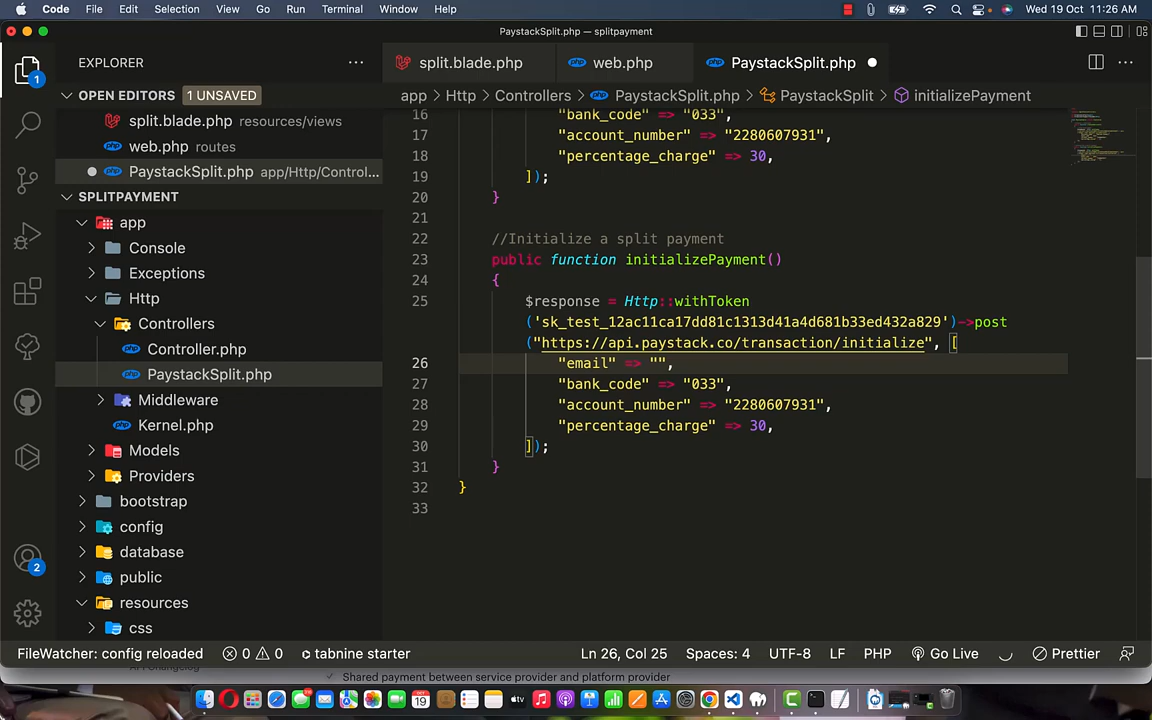 Code File Edit Selection View Go Run Terminal Window Help Wed 19 Oct 11:26 AM
PaystackSplit.php — splitpayment
EXPLORER
split.blade.php
web.php
PaystackSplit.php
OPEN EDITORS 1 UNSAVED
app > Http > Controllers > PaystackSplit.php > PaystackSplit > initializePayment
split.blade.php resources/views
web.php routes
PaystackSplit.php app/Http/Control...
SPLITPAYMENT
app
Console
Exceptions
Http
Controllers
Controller.php
PaystackSplit.php
Middleware
Kernel.php
Models
Providers
bootstrap
config
database
public
resources
css
1
2
16 "bank_code" => "033",
17 "account_number" => "2280607931",
18 "percentage_charge" => 30,
19 ]);
20 }
21
22 //Initialize a split payment
23 public function initializePayment()
24 {
25 $response = Http::withToken
('sk_test_12ac11ca17dd81c1313d41a4d681b33ed432a829')->post
("https://api.paystack.co/transaction/initialize", [
26 "email" => "",
27 "bank_code" => "033",
28 "account_number" => "2280607931",
29 "percentage_charge" => 30,
30 ]);
31 }
32 }
33
FileWatcher: config reloaded 0 0 tabnine starter Ln 26, Col 25 Spaces: 4 UTF-8 LF PHP Go Live Prettier
Shared payment between service provider and platform provider